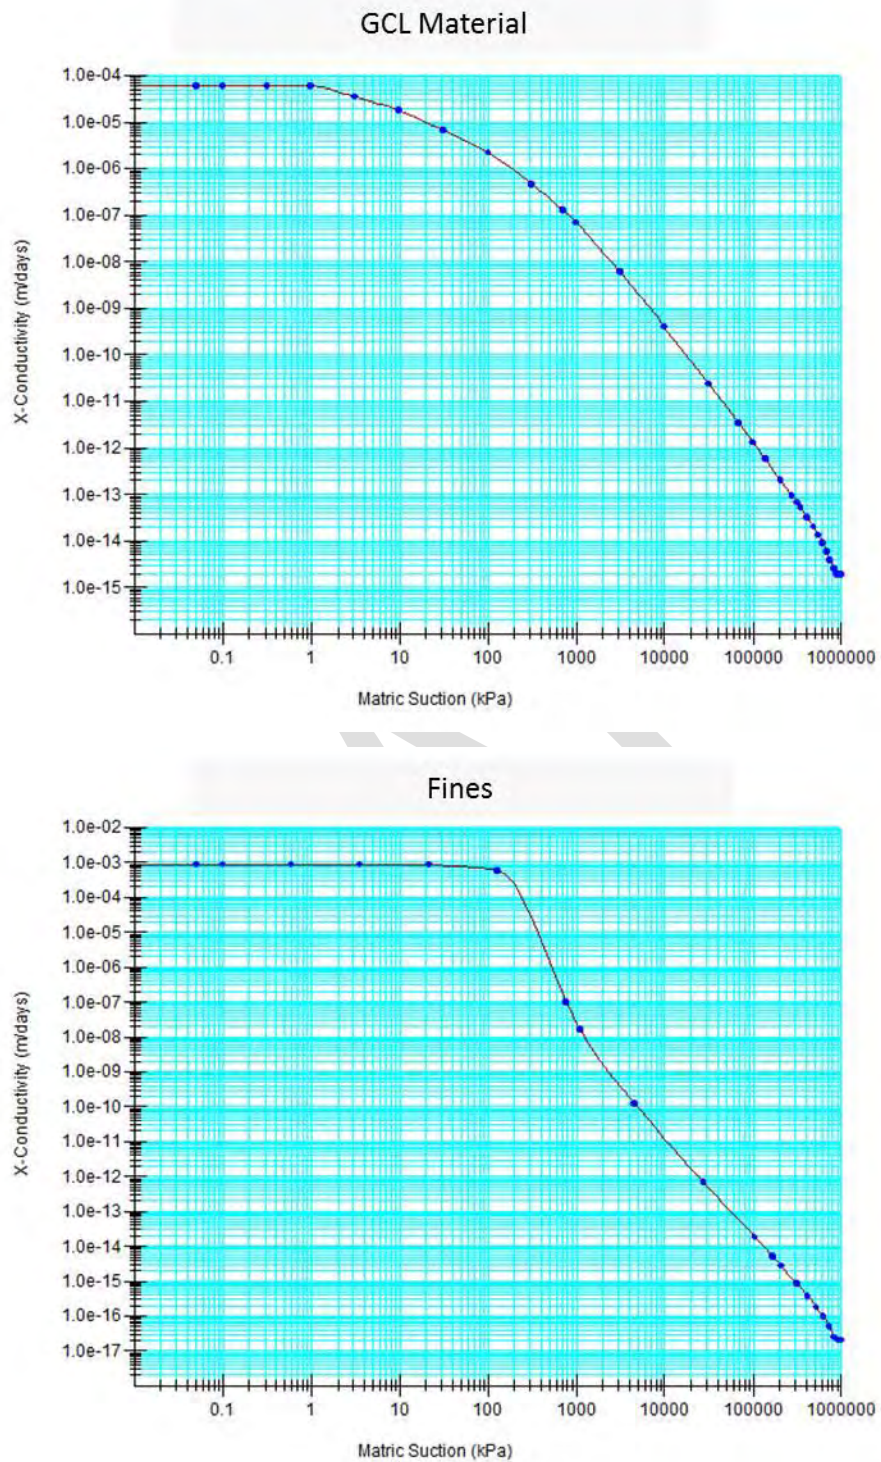 GCL Material
1.0e-04
1.0e-05
1.0e-06
1.0e-07
1.0e-08
1.0e-09
1.0e-10
1.0e-11
1.0e-12
1.0e-13
1.0e-14
1.0e-15
X-Conductivity (m/days)
0.1 1 10 100 1000 10000 100000 1000000
Matric Suction (kPa)
Fines
1.0e-02
1.0e-03
1.0e-04
1.0e-05
1.0e-06
1.0e-07
1.0e-08
1.0e-09
1.0e-10
1.0e-11
1.0e-12
1.0e-13
1.0e-14
1.0e-15
1.0e-16
1.0e-17
X-Conductivity (m/days)
0.1 1 10 100 1000 10000 100000 1000000
Matric Suction (kPa)